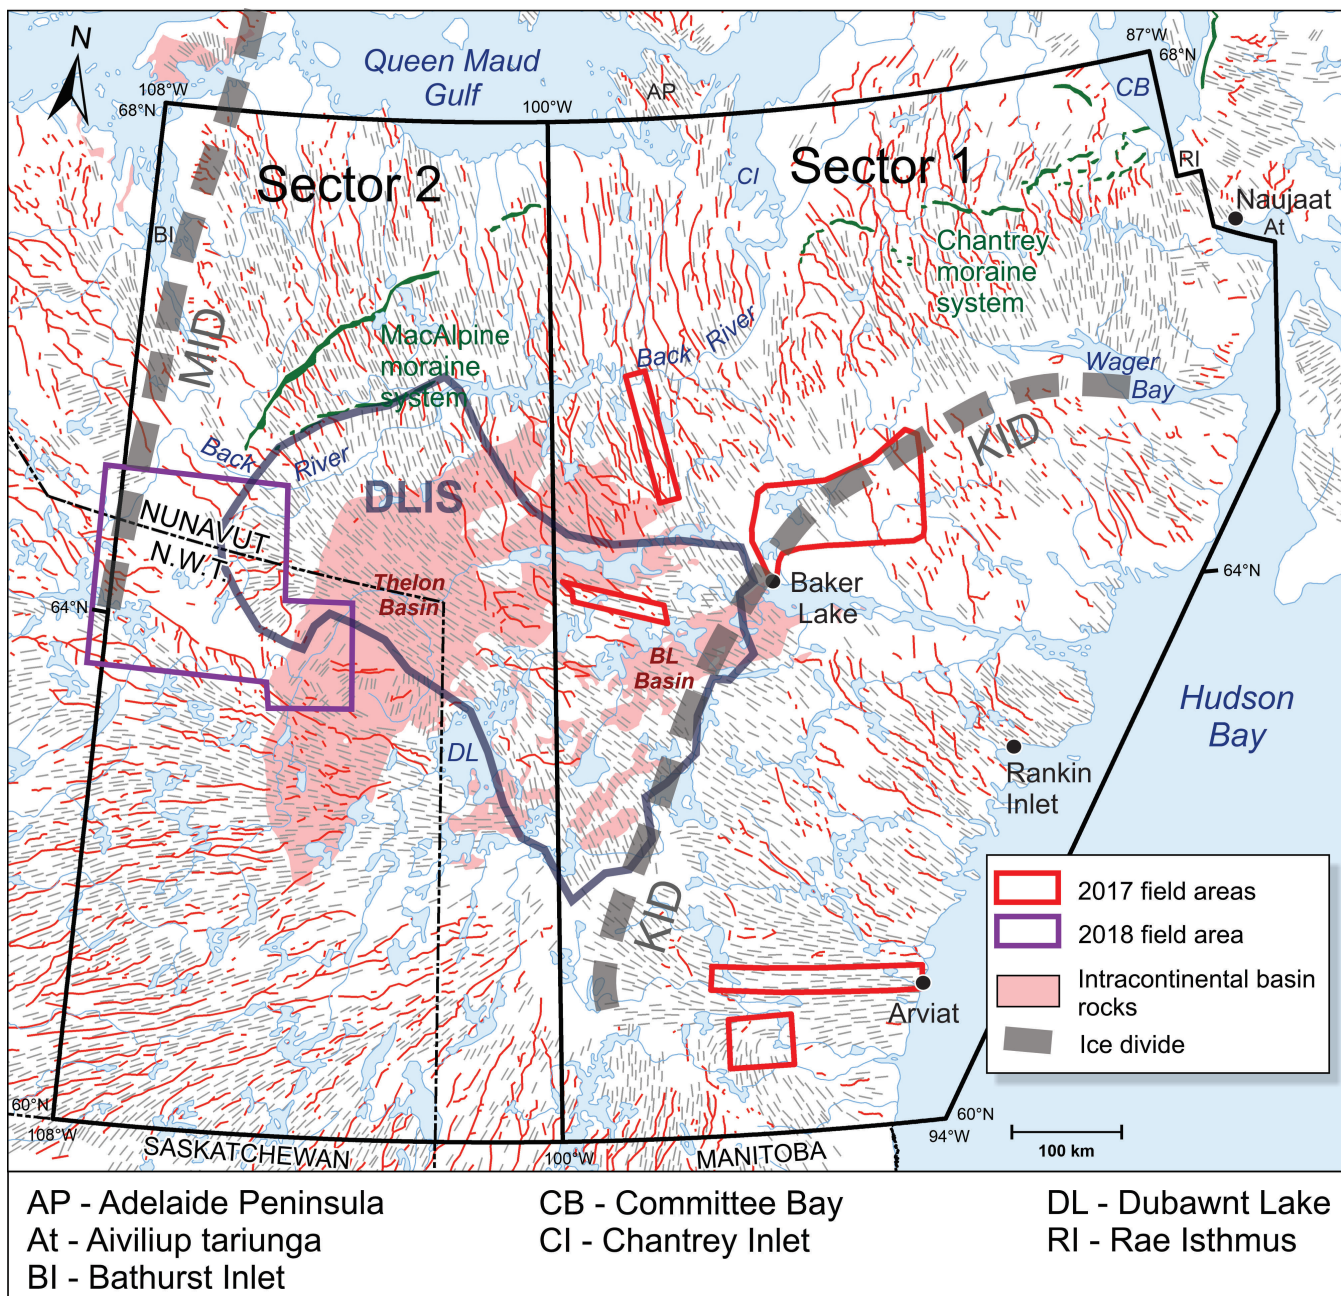 N
108°W
68°N
Queen Maud
Gulf
100°W
AP
87°W
68°N
CB
CI
RI
Naujaat
At
Sector 2
Sector 1
BI
MID
Chantrey
moraine
system
MacAlpine
moraine
system
Back River
Wager
Bay
KID
Back
River
DLIS
NUNAVUT
N.W.T.
Thelon
Basin
64°N
Baker
Lake
64°N
BL
Basin
Hudson
Bay
DL
Rankin
Inlet
KID
Arviat
2017 field areas
2018 field area
Intracontinental basin
rocks
Ice divide
60°N
108°W
SASKATCHEWAN
100°W
MANITOBA
60°N
94°W
100 km
AP - Adelaide Peninsula
At - Aiviliup tariunga
BI - Bathurst Inlet
CB - Committee Bay
CI - Chantrey Inlet
DL - Dubawnt Lake
RI - Rae Isthmus